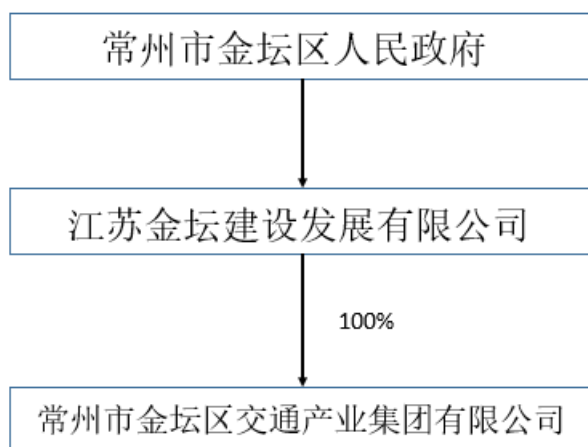 常州市金坛区人民政府
江苏金坛建设发展有限公司
100%
常州市金坛区交通产业集团有限公司